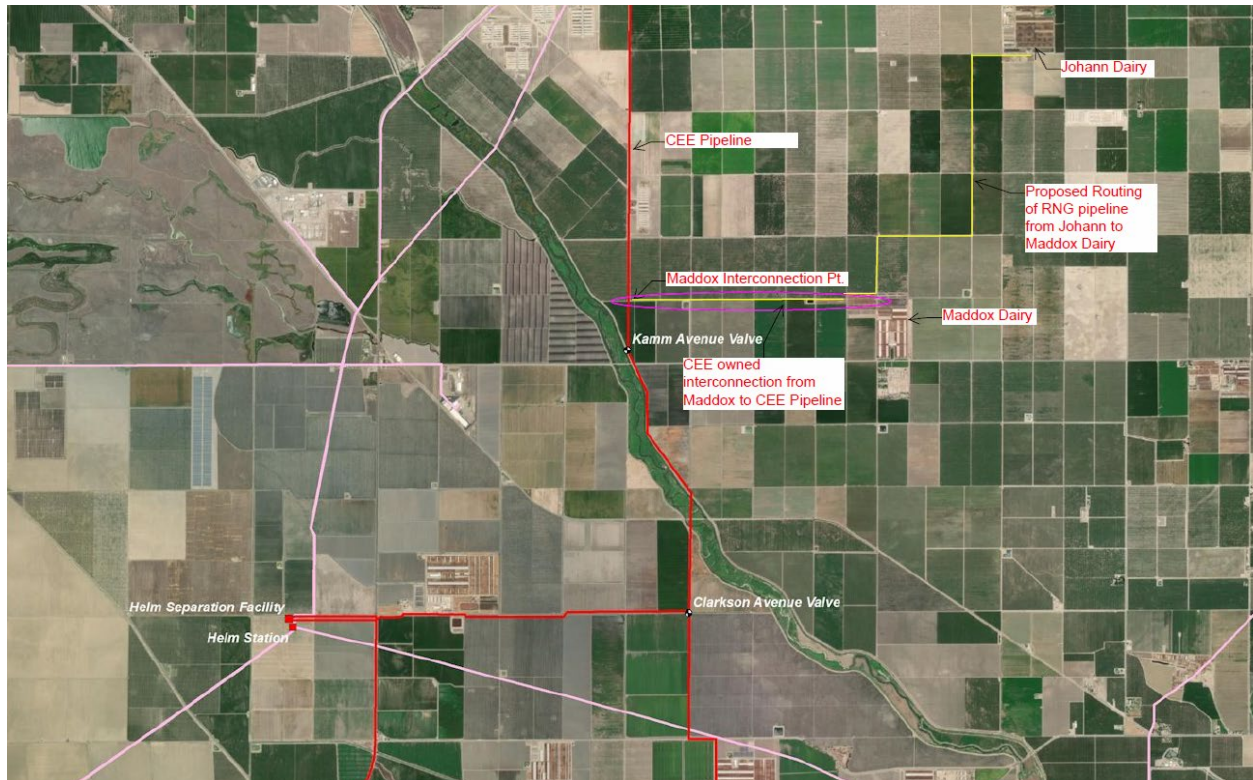 Johann Dairy
CEE Pipeline
Proposed Routing
of RNG pipeline
from Johann to
Maddox Dairy
Maddox Interconnection Pt.
Maddox Dairy
Kamm Avenue Valve
CEE owned
interconnection from
Maddox to CEE Pipeline
Helm Separation Facility
Clarkson Avenue Valve
Helm Station